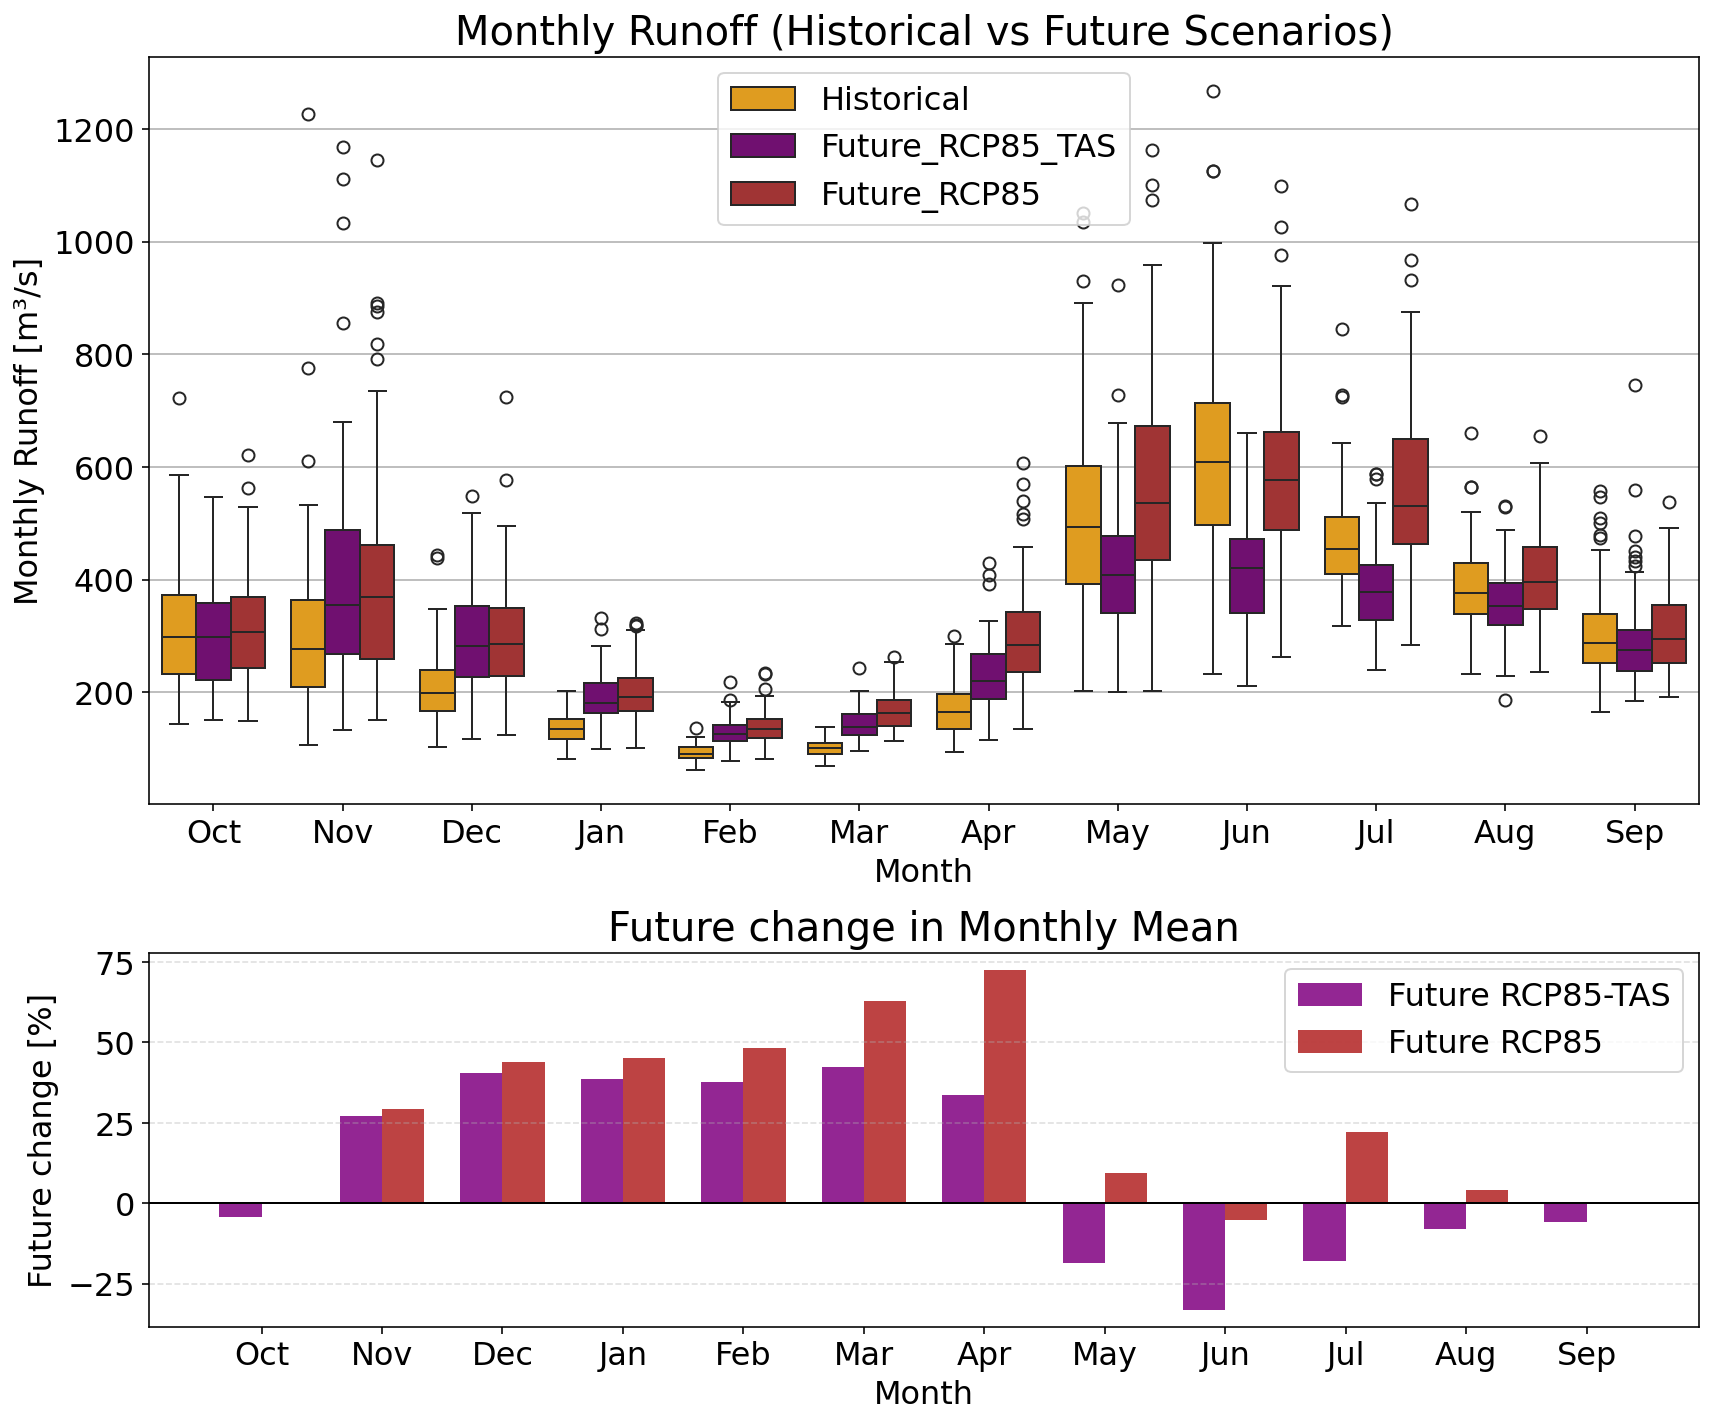 Monthly Runoff (Historical vs Future Scenarios)
Historical
Future_RCP85_TAS
Future_RCP85
Monthly Runoff [m³/s]
1200
1000
800
600
400
200
Oct Nov Dec Jan Feb Mar Apr May Jun Jul Aug Sep
Month
Future change in Monthly Mean
Future RCP85-TAS
Future RCP85
Future change [%]
75
50
25
0
−25
Oct Nov Dec Jan Feb Mar Apr May Jun Jul Aug Sep
Month